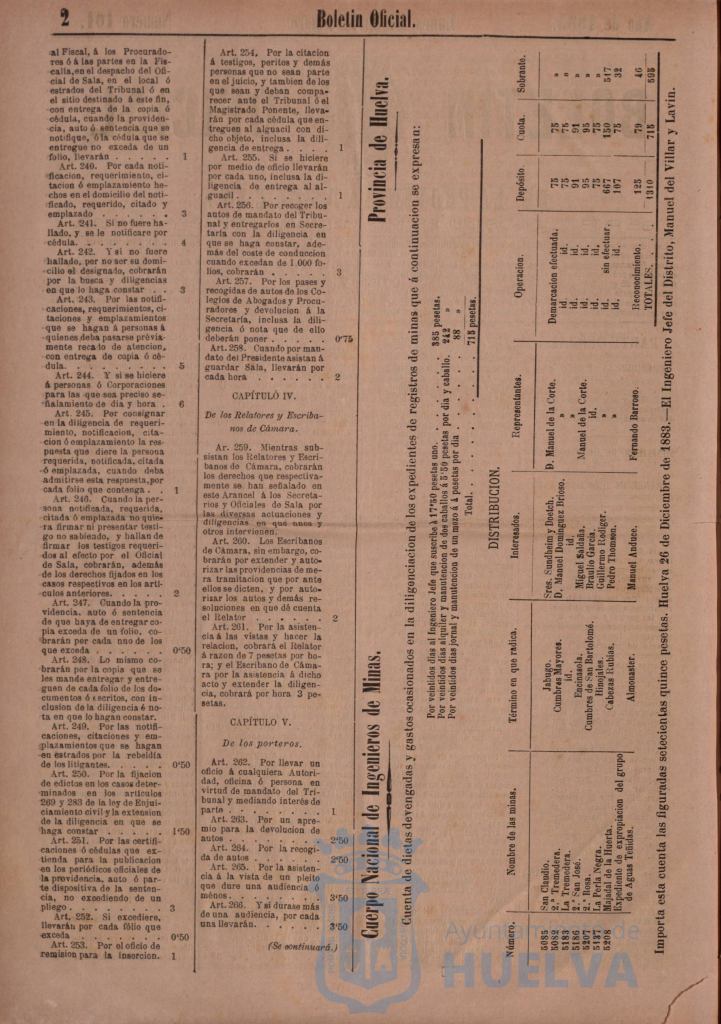 2
Boletin Oficial.
al Fiscal, á los Procurado-
res ó á las partes en la Fis-
calia, en el despacho del Ofi-
cial de Sala, en el local ó
estrados del Tribunal ó en
el sitio destinado á este fin,
con entrega de la copia ó
cédula, cuando la providen-
cia, auto ó sentencia que se
notifique, ó la cédula que se
entregue no exceda de un
folio, llevarán . . . . . 1
Art. 240. Por cada noti-
ficacion, requerimiento, ci-
tacion ó emplazamiento he-
chos en el domicilio del noti-
ficado, requerido, citado y
emplazado . . . . . . 3
Art. 241. Si no fuere ha-
llado, y se le notificare por
cédula. . . . . . . . 4
Art. 242. Y si no fuere
hallado, por no ser su domi-
cilio el designado, cobrarán
por la busca y diligencias
en que lo haga constar . . . 3
Art. 243. Por las notifi-
caciones, requerimientos, ci-
taciones y emplazamientos
que se hagan á personas á
quienes deba pasarse prévia-
mente recato de atencion,
con entrega de copia ó cé-
dula. . . . . . . . 5
Art. 244. Y si se hiciere
á personas ó Corporaciones
para las que sea preciso se-
ñalamiento de dia y hora . 6
Art. 245. Por consignar
en la diligencia de requeri-
miento, notificacion, cita-
cion ó emplazamiento la res-
puesta que diere la persona
requerida, notificada, citada
ó emplazada, cuando deba
admitirse esta respuesta, por
cada folio que contenga . . 1
Art. 246. Cuando la per-
sona notificada, requerida,
citada ó emplazada no quie-
ra firmar ni presentar testi-
go no sabiendo, y hallan de
firmar los testigos requeri-
dos al efecto por el Oficial
de Sala, cobrarán, además
de los derechos fijados en los
casos respectivos en los artí-
culos anteriores. . . . . 2
Art. 247. Cuando la pro-
videncia, auto ó sentencia
de que haya de entregar co-
pia exceda de un folio, co-
brarán por cada uno de los
que exceda . . . . . 0'50
Art. 248. Lo mismo co-
brarán por la copia que se
les mande entregar y entre-
guen de cada folio de los do-
cumentos ó escritos, con in-
clusion de la diligencia ó no-
ta en que lo hagan constar.
Art. 249. Por las notifi-
caciones, citaciones y em-
plazamientos que se hagan
en estrados por la rebeldía
de los litigantes. . . . . 0'50
Art. 250. Por la fijacion
de edictos en los casos deter-
minados en los artículos
269 y 283 de la ley de Enjui-
ciamiento civil y la extension
de la diligencia en que se
haga constar . . . . . 1'50
Art. 251. Por las certifi-
caciones ó cédulas que ex-
tienda para la publicacion
en los periódicos oficiales de
la providencia, auto ó par-
te dispositiva de la senten-
cia, no excediendo de un
pliego . . . . . . . 3
Art. 252. Si excediere,
llevarán por cada fólio que
exceda . . . . . . . 0'50
Art. 253. Por el oficio de
remision para la insercion. 1
Art. 254. Por la citacion
á testigos, peritos y demás
personas que no sean parte
en el juicio, y tambien de los
que sean y deban compa-
recer ante el Tribunal ó el
Magistrado Ponente, lleva-
rán por cada cédula que en-
treguen al alguacil con di-
cho objeto, inclusa la dili-
gencia de entrega . . . . 1
Art. 255. Si se hiciere
por medio de oficio llevarán
por cada uno, inclusa la di-
ligencia de entrega al al-
guacil . . . . . . . 1
Art. 256. Por recoger los
autos de mandato del Tribu-
nal y entregarlos en Secre-
taría con la diligencia en
que se haga constar, ade-
más del coste de conduccion
cuando excedan de 1.000 fo-
lios, cobrarán . . . . . 3
Art. 257. Por los pases y
recogidas de autos de los Co-
legios de Abogados y Procu-
radores y devolucion á la
Secretaría, inclusa la dili-
gencia ó nota que de ello
deberán poner . . . . . 0'75
Art. 258. Cuando por man-
dato del Presidente asistan á
guardar Sala, llevarán por
cada hora . . . . . . 2
CAPÍTULO IV.
De los Relatores y Escriba-
nos de Cámara.
Ar. 259. Mientras subsis-
tan los Relatores y Escri-
banos de Cámara, cobrarán
los derechos que respectiva-
mente se han señalado en
este Arancel á los Secreta-
rios y Oficiales de Sala por
las diversas actuaciones y
diligencias en que unos y
otros intervienen.
Art. 260. Los Escribanos
de Cámara, sin embargo, co-
brarán por extender y autori-
zar las providencias de me-
ra tramitacion que por ante
ellos se dicten, y por auto-
rizar los autos y demás re-
soluciones en que dé cuenta
el Relator . . . . . . 2
Art. 261. Por la asisten-
cia á las vistas y hacer la
relacion, cobrará el Relator
á razon de 7 pesetas por ho-
ra; y el Escribano de Cáma-
ra por la asistencia á dicho
acto y extender la diligen-
cia, cobrará por hora 3 pe-
setas.
CAPÍTULO V.
De los porteros.
Art. 262. Por llevar un
oficio á cualquiera Autori-
dad, oficina ó persona en
virtud de mandato del Tri-
bunal y mediando interés de
parte . . . . . . . 1
Art. 263. Por un apre-
mio para la devolucion de
autos . . . . . . . 2'50
Art. 264. Por la recogi-
da de autos . . . . . 2'50
Art. 265. Por la asisten-
cia á la vista de un pleito
que dure una audiencia ó
ménos. . . . . . . . 3'50
Art. 266. Y si durase más
de una audiencia, por cada
una llevarán. . . . . . 3'50
(Se continuará.)
Cuerpo Nacional de Ingenieros de Minas.
Provincia de Huelva.
Cuenta de dietas devengadas y gastos ocasionados en la diligenciacion de los expedientes de registros de minas que á continuacion se expresan:
Por veintidos dias al Ingeniero Jefe que suscribe á 17'50 pesetas uno. . . . 385 pesetas.
Por veintidos dias alquiler y manutencion de dos caballos á 5'50 pesetas por dia y caballo. 242 »
Por veintidos dias jornal y manutencion de un mozo á 4 pesetas por dia . . . 88 »
Total. . . . . 715 pesetas.
DISTRIBUCION.
Número. Nombre de las minas. Término en que radica. Interesados. Representantes. Operacion. Depósito Cuota. Sobrante.
5085 San Claudio. Jabugo. Sres. Sundheim y Doetch. D. Manuel de la Corte. Demarcacion efectuada. 75 75 »
5082 2.ª Tremedera. Cumbres Mayores. D. Manuel Dominguez Brioso. » id. 75 75 »
5183 La Tremedera. id. id. » id. 91 91 »
5186 2.ª San José. Encinasola. Miguel Saldaña. Manuel de la Corte. id. 95 95 »
5207 2.ª Rosa. Cumbres de San Bartolomé. Braulio García. id. id. 75 75 »
5137 La Perla Negra. Hinojales. Guillermo Rediger. » sin efectuar. 667 150 517
5208 Majadal de la Huerta. Cabezas Rubias. Pedro Thomson. » id. 107 75 32
Expediente de expropiacion del grupo
de Aguas Teñidas. Almonaster. Manuel Anduce. Fernando Barroso. Reconocimiento. 125 79 46
TOTALES. . . 1310 715 595
Importa esta cuenta las figuradas setecientas quince pesetas. Huelva 26 de Diciembre de 1883.—El Ingeniero Jefe del Distrito, Manuel del Villar y Lavin.
Ayuntamiento de
HUELVA